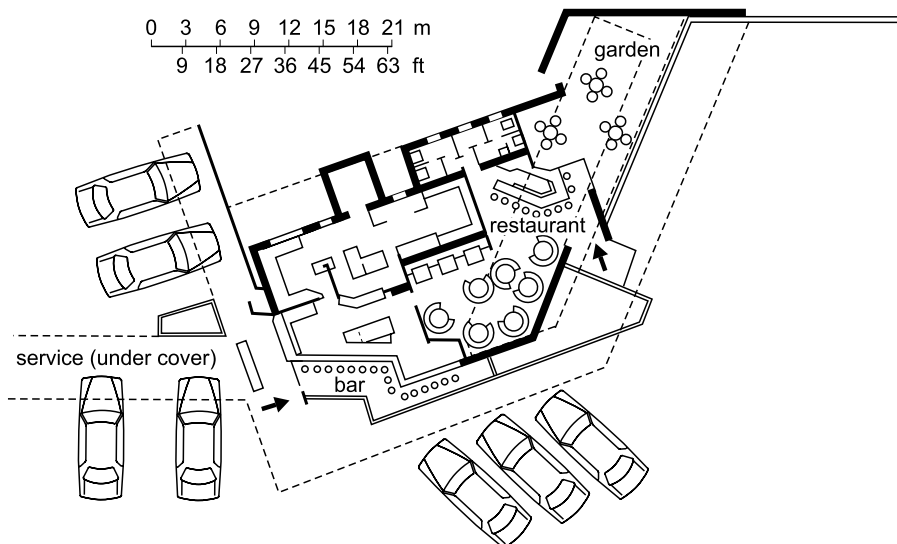 0 3 6 9 12 15 18 21 m
9 18 27 36 45 54 63 ft
garden
restaurant
service (under cover)
bar